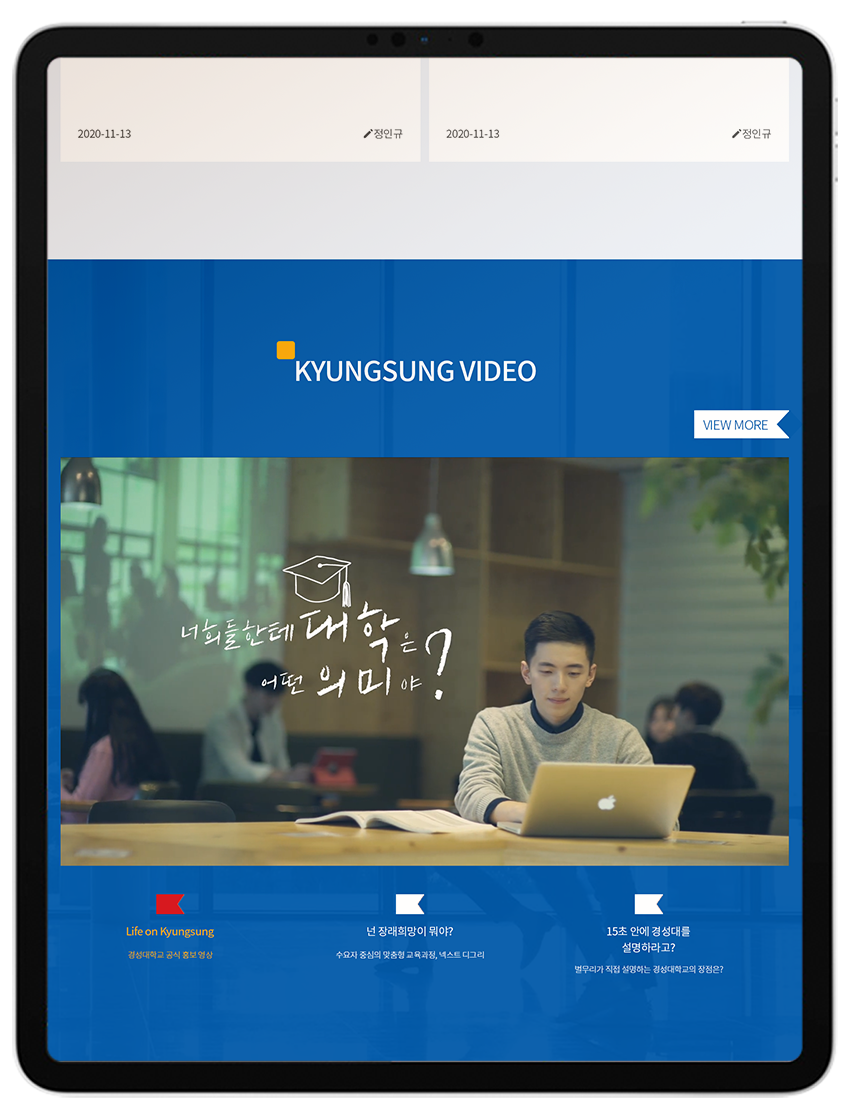 2020-11-13 정인규
2020-11-13 정인규
KYUNGSUNG VIDEO
VIEW MORE
너희들한테 대학은
어떤 의미야?
Life on Kyungsung
경성대학교 공식 홍보 영상
넌 장래희망이 뭐야?
수요자 중심의 맞춤형 교육과정, 넥스트 디그리
15초 안에 경성대를
설명하라고?
별무리가 직접 설명하는 경성대학교의 장점은?